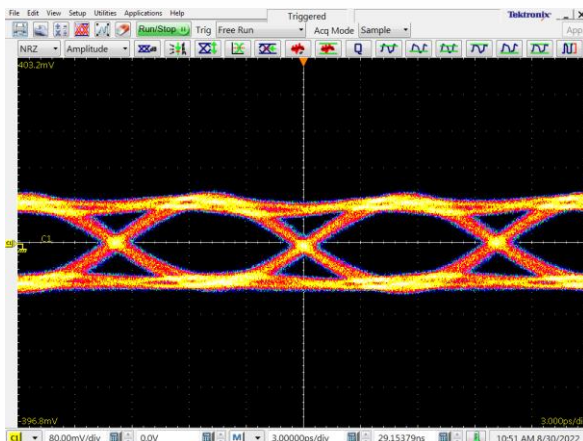 File Edit View Setup Utilities Applications Help
Triggered
Tektronix
Run/Stop Trig Free Run Acq Mode Sample App
NRZ Amplitude
403.2mV
C1
-396.8mV
3.000ps/div
C1 80.00mV/div 0.0V M 3.00000ps/div 29.15379ns 10:51 AM 8/30/2022